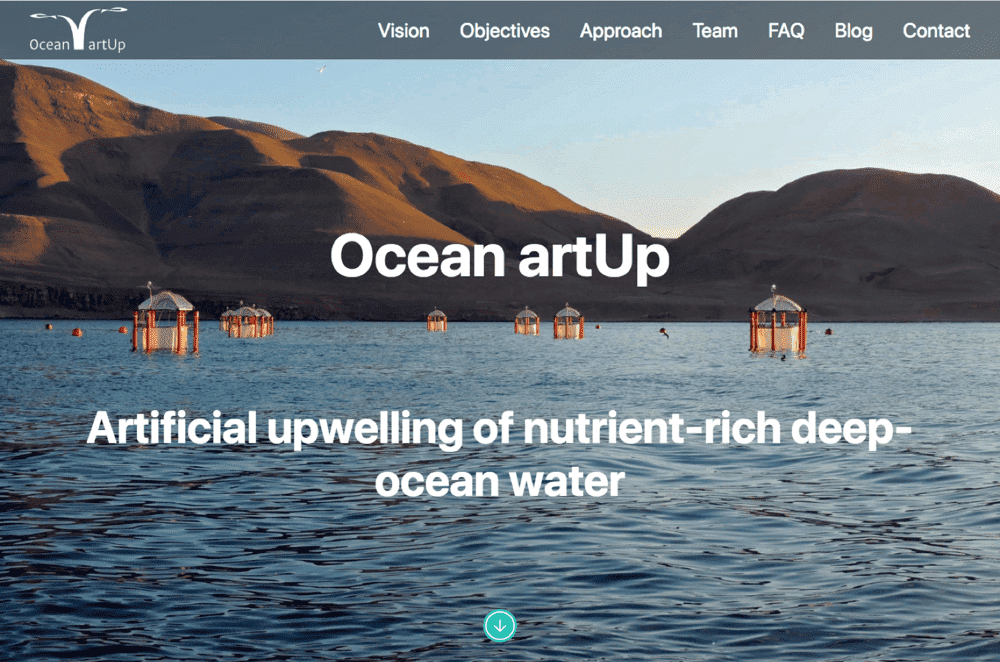 Ocean artUp
Vision Objectives Approach Team FAQ Blog Contact
Ocean artUp
Artificial upwelling of nutrient-rich deep-
ocean water